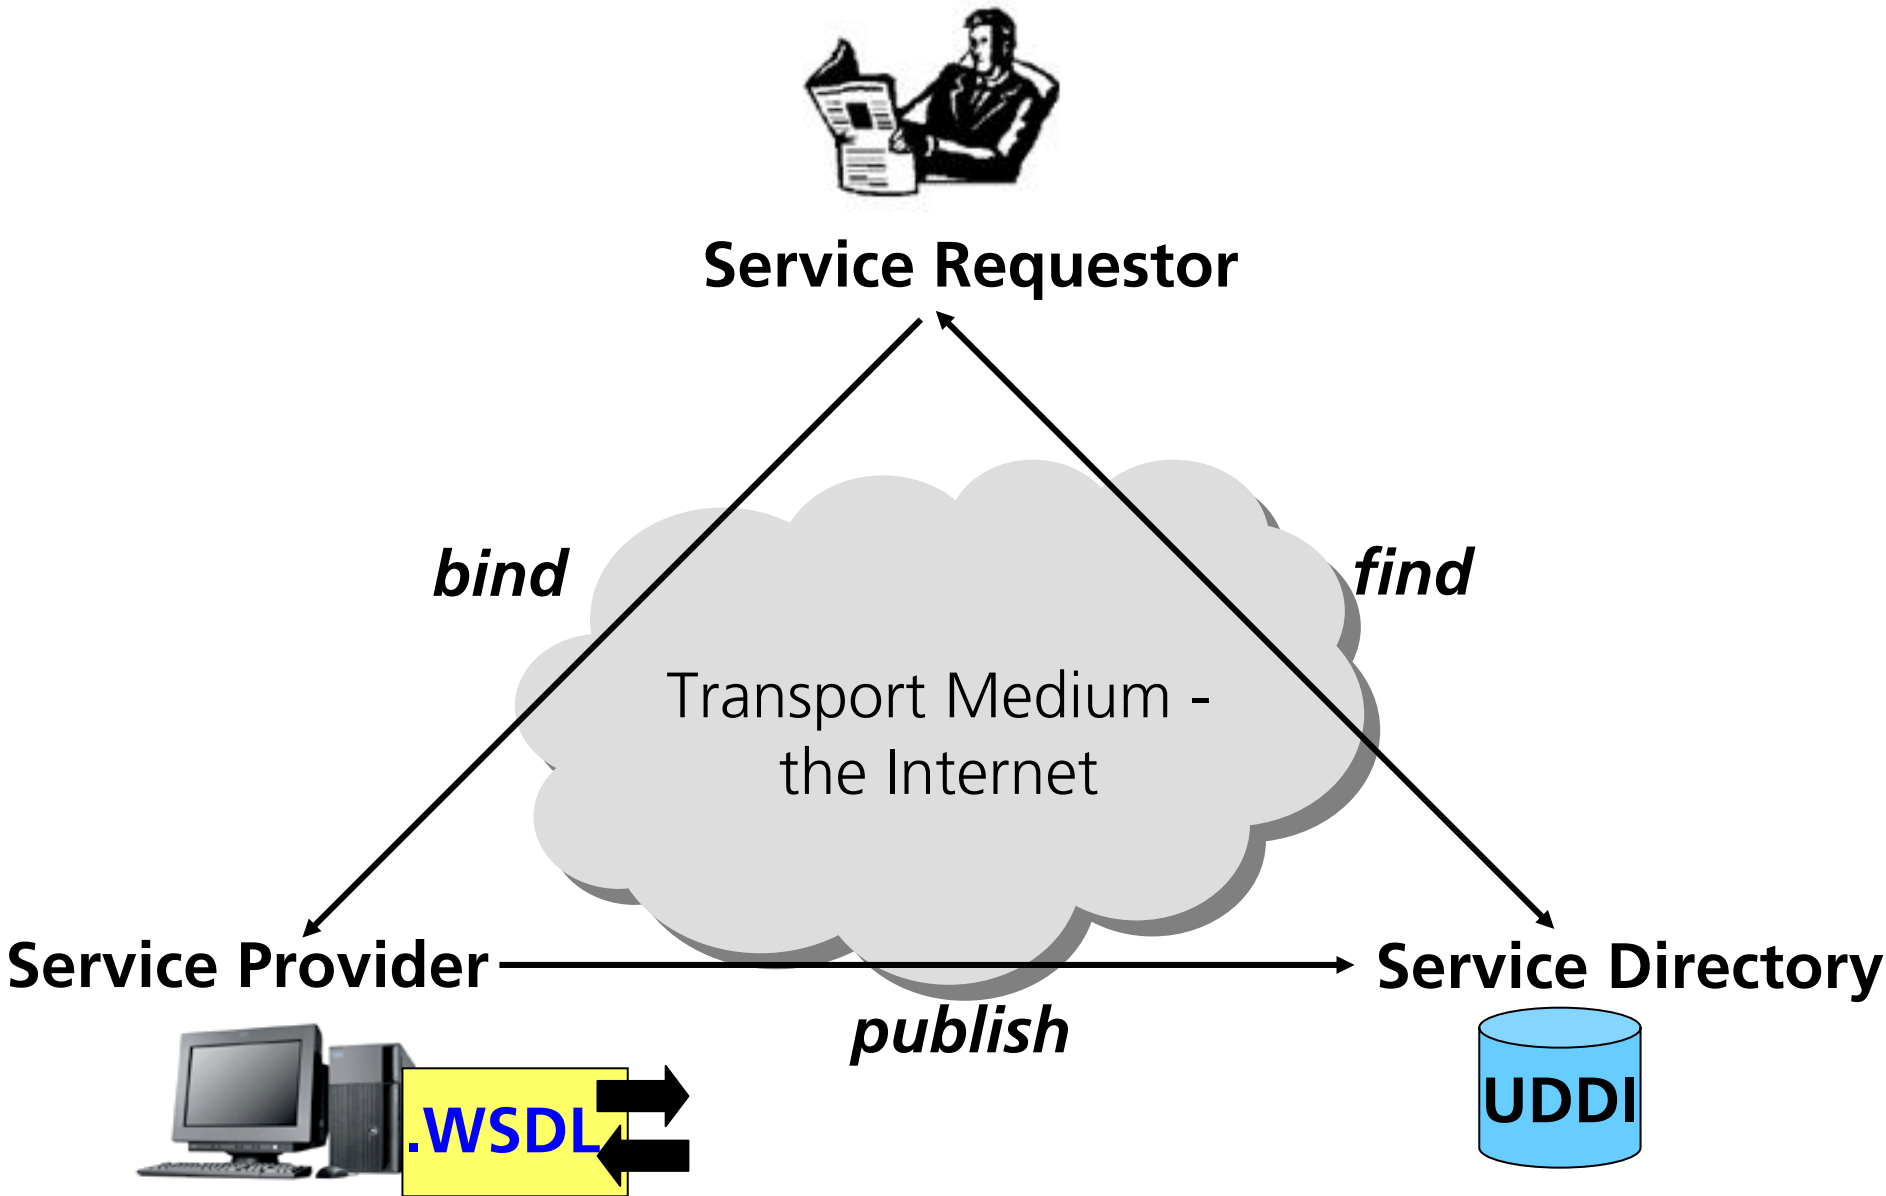 Service Requestor
bind
find
Transport Medium -
the Internet
Service Provider
Service Directory
publish
.WSDL
UDDI